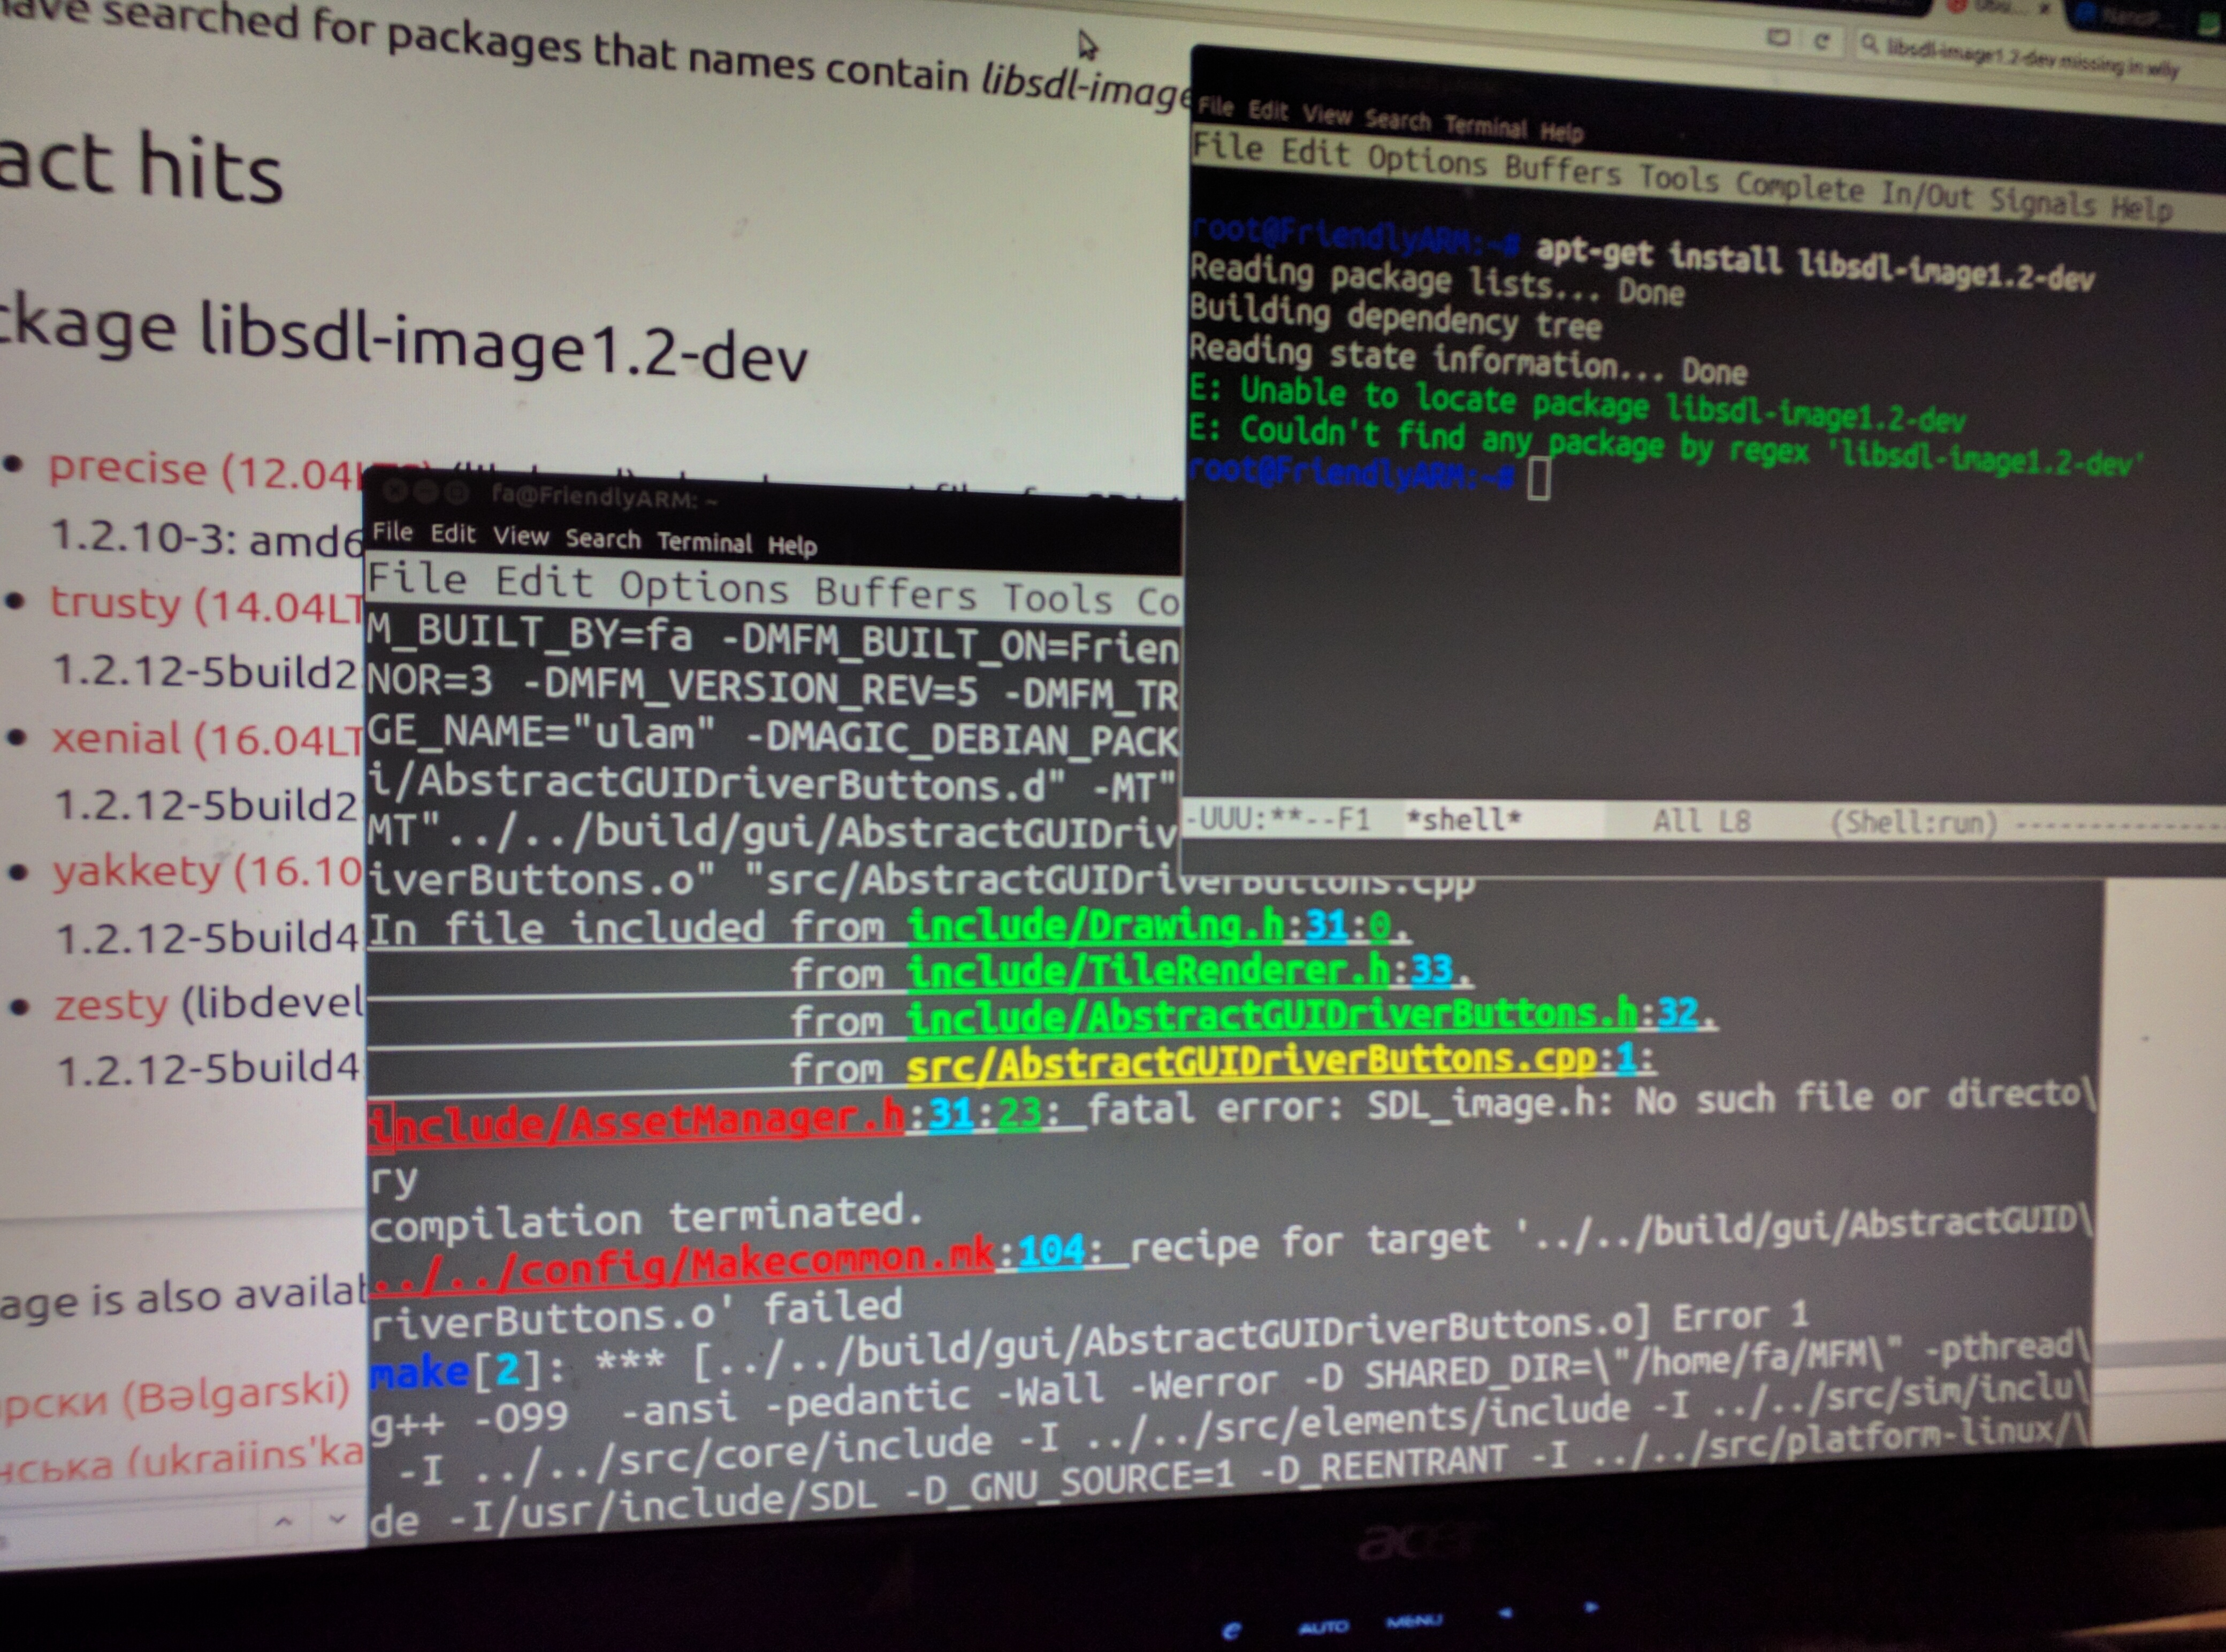 have searched for packages that names contain libsdl-image
act hits
ckage libsdl-image1.2-dev
• precise (12.04L
1.2.10-3: amd6
• trusty (14.04LT
1.2.12-5build2
• xenial (16.04LT
1.2.12-5build2
• yakkety (16.10
1.2.12-5build4
• zesty (libdevel
1.2.12-5build4
age is also availab
рски (Bəlgarski)
нська (ukrajins'ka
libsdl-image1.2-dev missing in wily
File Edit View Search Terminal Help
File Edit Options Buffers Tools Complete In/Out Signals Help
root@FriendlyARM:~# apt-get install libsdl-image1.2-dev
Reading package lists... Done
Building dependency tree
Reading state information... Done
E: Unable to locate package libsdl-image1.2-dev
E: Couldn't find any package by regex 'libsdl-image1.2-dev'
root@FriendlyARM:~#
-UUU:**--F1 *shell* All L8 (Shell:run) ----------------
fa@FriendlyARM: ~
File Edit View Search Terminal Help
File Edit Options Buffers Tools Co
M_BUILT_BY=fa -DMFM_BUILT_ON=Frien
NOR=3 -DMFM_VERSION_REV=5 -DMFM_TR
GE_NAME="ulam" -DMAGIC_DEBIAN_PACK
i/AbstractGUIDriverButtons.d" -MT"
MT"../../build/gui/AbstractGUIDriv
iverButtons.o" "src/AbstractGUIDriverButtons.cpp
In file included from include/Drawing.h:31:0,
from include/TileRenderer.h:33,
from include/AbstractGUIDriverButtons.h:32,
from src/AbstractGUIDriverButtons.cpp:1:
include/AssetManager.h:31:23: fatal error: SDL_image.h: No such file or directo\
ry
compilation terminated.
../../config/Makecommon.mk:104: recipe for target '../../build/gui/AbstractGUID\
riverButtons.o' failed
make[2]: *** [../../build/gui/AbstractGUIDriverButtons.o] Error 1
g++ -O99 -ansi -pedantic -Wall -Werror -D SHARED_DIR=\"/home/fa/MFM\" -pthread\
-I ../../src/core/include -I ../../src/elements/include -I ../../src/sim/inclu\
de -I/usr/include/SDL -D_GNU_SOURCE=1 -D_REENTRANT -I ../../src/platform-linux/\
acer
e AUTO MENU